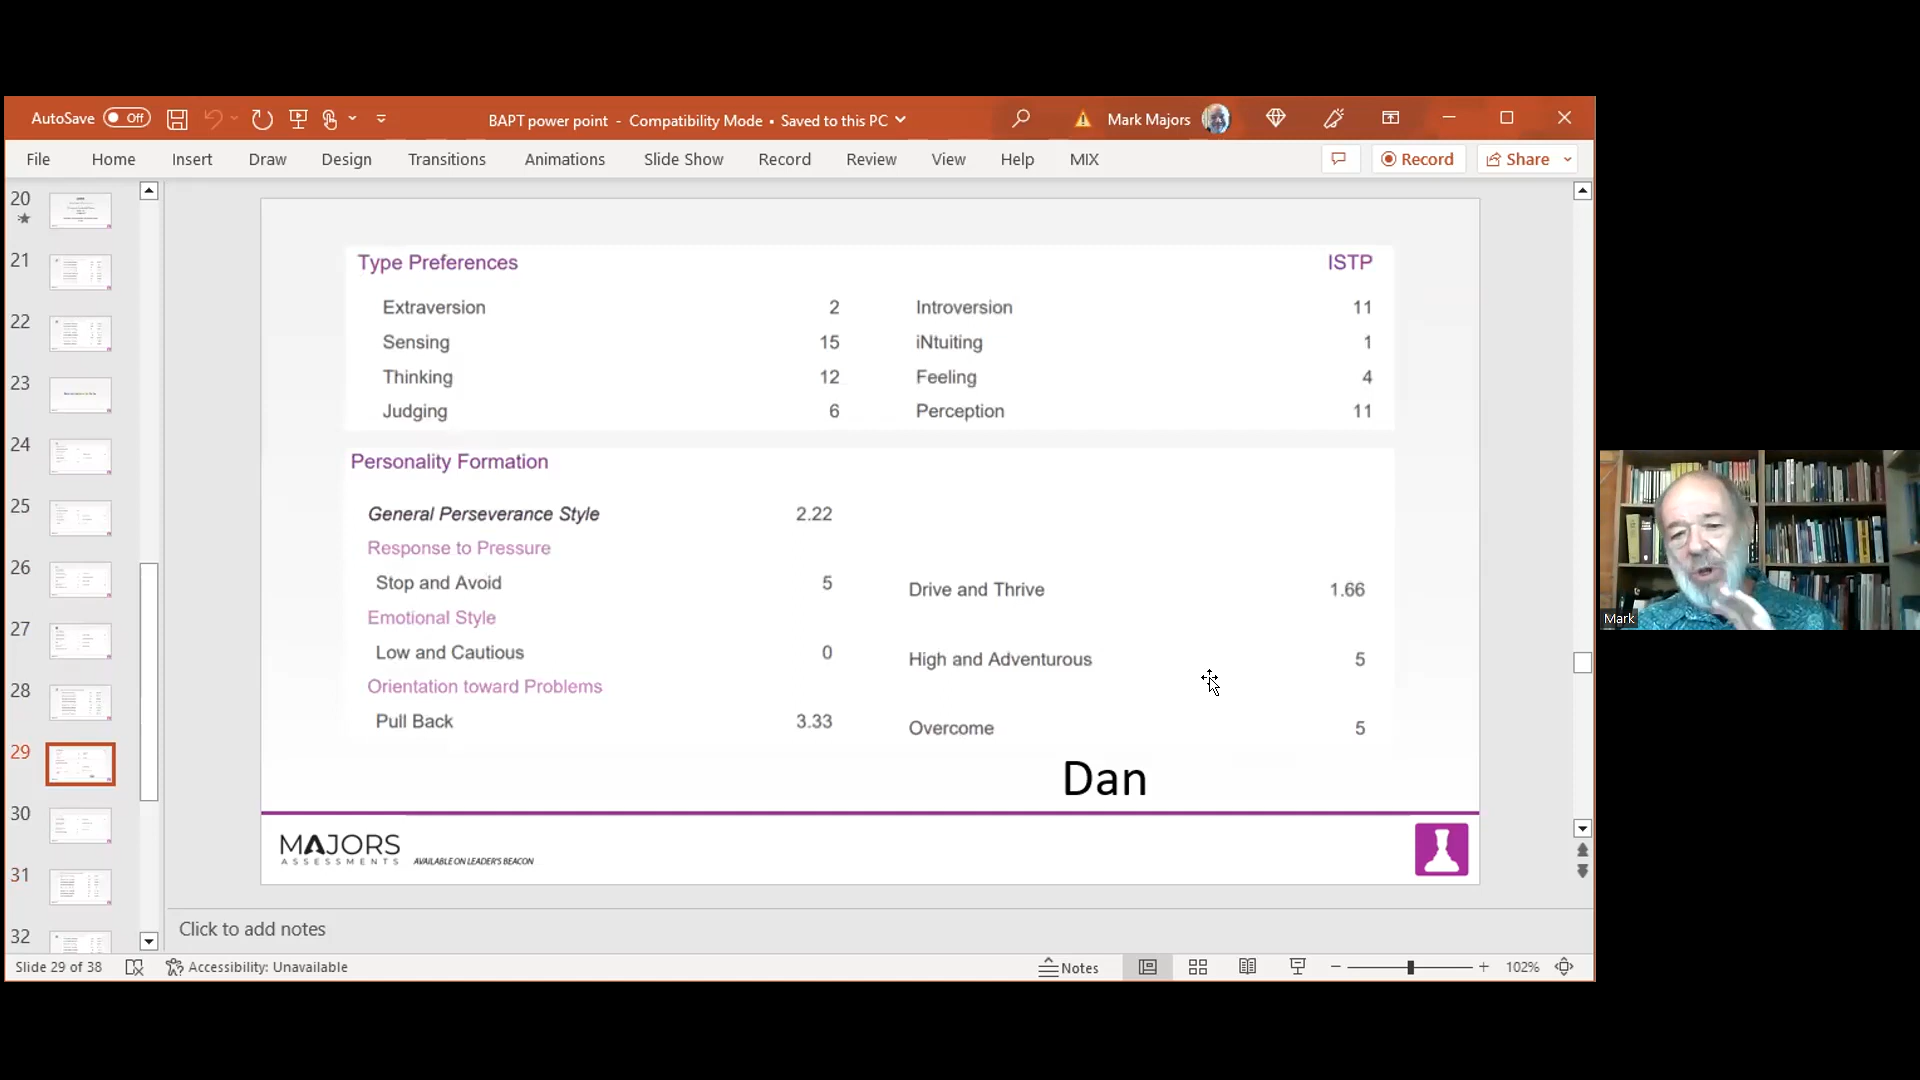 AutoSave Off
BAPT power point - Compatibility Mode • Saved to this PC
Mark Majors
File Home Insert Draw Design Transitions Animations Slide Show Record Review View Help MIX
Record
Share
20
21
22
23
24
25
26
27
28
29
30
31
32
Type Preferences ISTP
Extraversion 2 Introversion 11
Sensing 15 iNtuiting 1
Thinking 12 Feeling 4
Judging 6 Perception 11
Personality Formation
General Perseverance Style 2.22
Response to Pressure
Stop and Avoid 5 Drive and Thrive 1.66
Emotional Style
Low and Cautious 0 High and Adventurous 5
Orientation toward Problems
Pull Back 3.33 Overcome 5
Dan
MAJORS
ASSESSMENTS AVAILABLE ON LEADER'S BEACON
Mark
Click to add notes
Slide 29 of 38 Accessibility: Unavailable Notes 102%